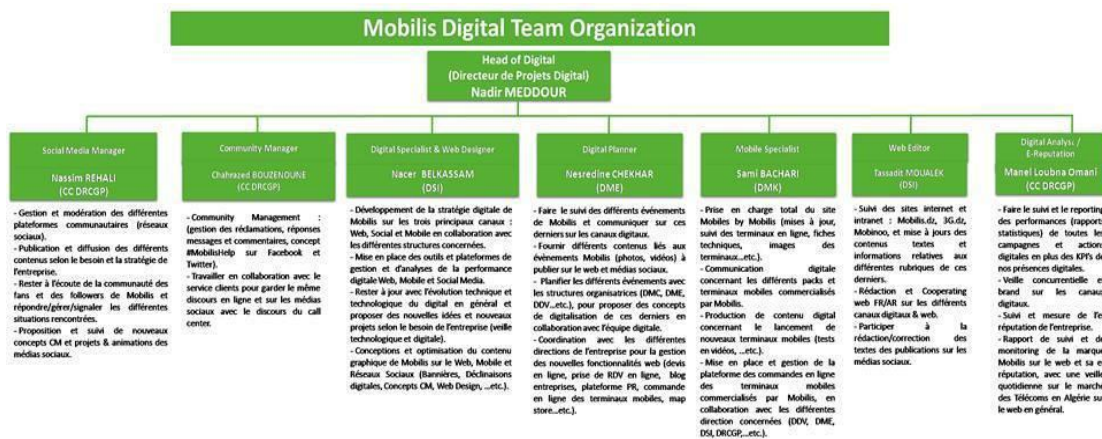 Mobilis Digital Team Organization
Head of Digital
(Directeur de Projets Digital)
Nadir MEDDOUR
Social Media Manager
Nassim REHALI
(CC DRCGP)
- Gestion et modération des différentes
plateformes communautaires (réseaux
sociaux).
- Publication et diffusion des différents
contenus selon le besoin et la stratégie de
l'entreprise.
- Rester à l'écoute de la communauté des
fans et des followers de Mobilis et
répondre/gérer/signaler les différentes
situations rencontrées.
- Proposition et suivi de nouveaux
concepts CM et projets & animations des
médias sociaux.
Community Manager
Chahrazed BOUZENOUNE
(CC DRCGP)
- Community Management :
(gestion des réclamations, réponses
messages et commentaires, concept
#MobilisHelp sur Facebook et
Twitter).
- Travailler en collaboration avec le
service clients pour garder le même
discours en ligne et sur les médias
sociaux avec le discours du call
center.
Digital Specialist & Web Designer
Nacer BELKASSAM
(DSI)
- Développement de la stratégie digitale de
Mobilis sur les trois principaux canaux :
Web, Social et Mobile en collaboration avec
les différentes structures concernées.
- Mise en place des outils et plateformes de
gestion et d'analyses de la performance
digitale Web, Mobile et Social Media.
- Rester à jour avec l'évolution technique et
technologique du digital en général et
proposer des nouvelles idées et nouveaux
projets selon le besoin de l'entreprise (veille
technologique et digitale).
- Conceptions et optimisation du contenu
graphique de Mobilis sur le Web, Mobile et
Réseaux Sociaux (Bannières, Déclinaisons
digitales, Concepts CM, Web Design, ...etc.).
Digital Planner
Nesredine CHEKHAR
(DME)
- Faire le suivi des différents événements
de Mobilis et communiquer sur ces
derniers sur les canaux digitaux.
- Fournir différents contenus liés aux
évènements Mobilis (photos, vidéos) à
publier sur le web et médias sociaux.
- Planifier les différents événements avec
les structures organisatrices (DMC, DME,
DDV...etc.), pour proposer des concepts
de digitalisation de ces derniers en
collaboration avec l'équipe digitale.
- Coordination avec les différentes
directions de l'entreprise pour la gestion
des nouvelles fonctionnalités web (devis
en ligne, prise de RDV en ligne, blog
entreprises, plateforme PR, commande
en ligne des terminaux mobiles, map
store...etc.).
Mobile Specialist
Sami BACHARI
(DMK)
- Prise en charge total du site
Mobiles by Mobilis (mises à jour,
suivi des terminaux en ligne, fiches
techniques, images des
terminaux...etc.).
- Communication digitale
concernant les différents packs et
terminaux mobiles commercialisés
par Mobilis.
- Production de contenu digital
concernant le lancement de
nouveaux terminaux mobiles (tests
en vidéos, ...etc.).
- Mise en place et gestion de la
plateforme des commandes en ligne
des terminaux mobiles
commercialisés par Mobilis, en
collaboration avec les différentes
direction concernées (DDV, DME,
DSI, DRCGP,...etc.).
Web Editor
Tassadit MOUALEK
(DSI)
- Suivi des sites internet et
intranet : Mobilis.dz, 3G.dz,
Mobinoo, et mise à jours des
contenus textes et
informations relatives aux
différentes rubriques de ces
derniers.
- Rédaction et Cooperating
web FR/AR sur les différents
canaux digitaux & web.
- Participer à la
rédaction/correction des
textes des publications sur les
médias sociaux.
Digital Analyst /
E-Reputation
Manel Loubna Omani
(CC DRCGP)
- Faire le suivi et le reporting
des performances (rapports
statistiques) de toutes les
campagnes et actions
digitales en plus des KPI's de
nos présences digitales.
- Veille concurrentielle et
brand sur les canaux
digitaux.
- Suivi et mesure de l'e-
réputation de l'entreprise.
- Rapport de suivi et de
monitoring de la marque
Mobilis sur le web et sa e-
réputation, avec une veille
quotidienne sur le marché
des Télécoms en Algérie sur
le web en général.